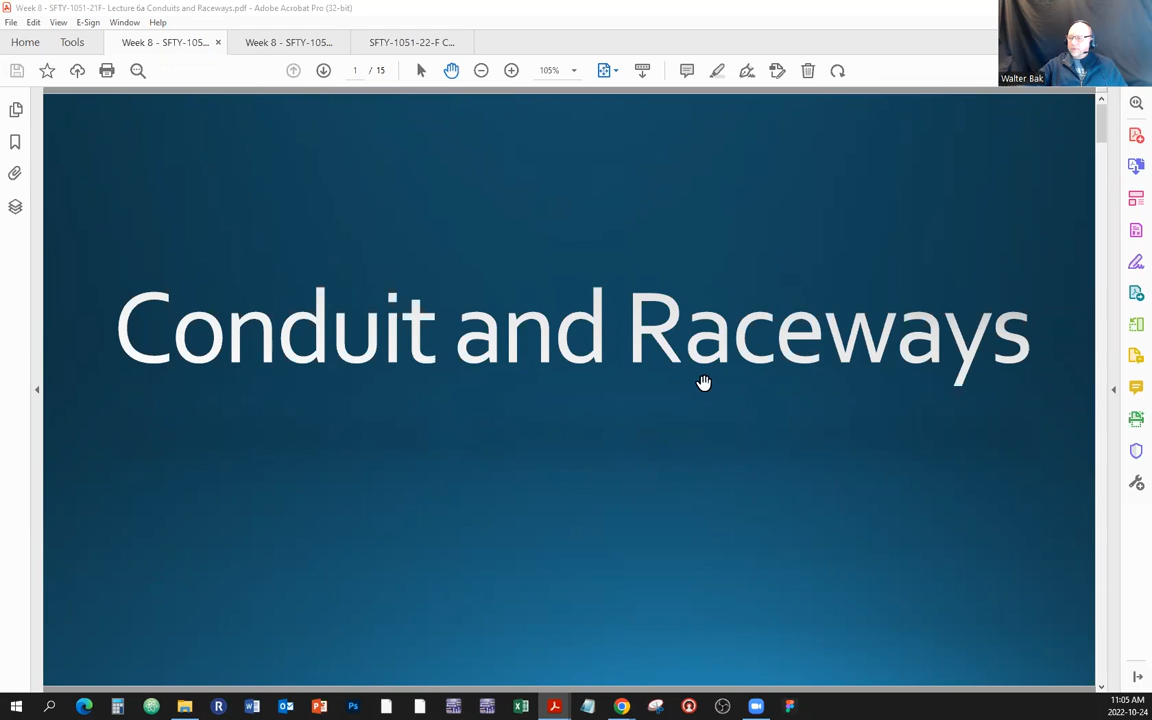 Week 8 - SFTY-1051-21F- Lecture 6a Conduits and Raceways.pdf - Adobe Acrobat Pro (32-bit)
File Edit View E-Sign Window Help
Home Tools Week 8 - SFTY-105... × Week 8 - SFTY-105... SFTY-1051-22-F C...
1 / 15 105%
Walter Bak
Conduit and Raceways
11:05 AM
2022-10-24